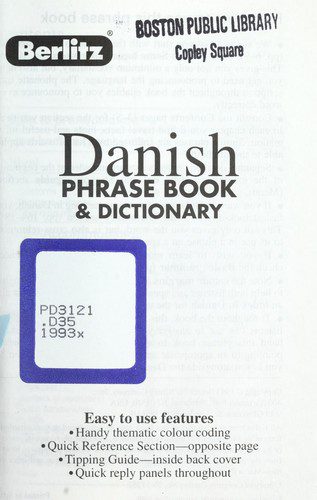 BOSTON PUBLIC LIBRARY
Copley Square
Berlitz®
Danish
PHRASE BOOK
& DICTIONARY
PD3121
.D35
1993x
Easy to use features
• Handy thematic colour coding
• Quick Reference Section—opposite page
• Tipping Guide—inside back cover
• Quick reply panels throughout